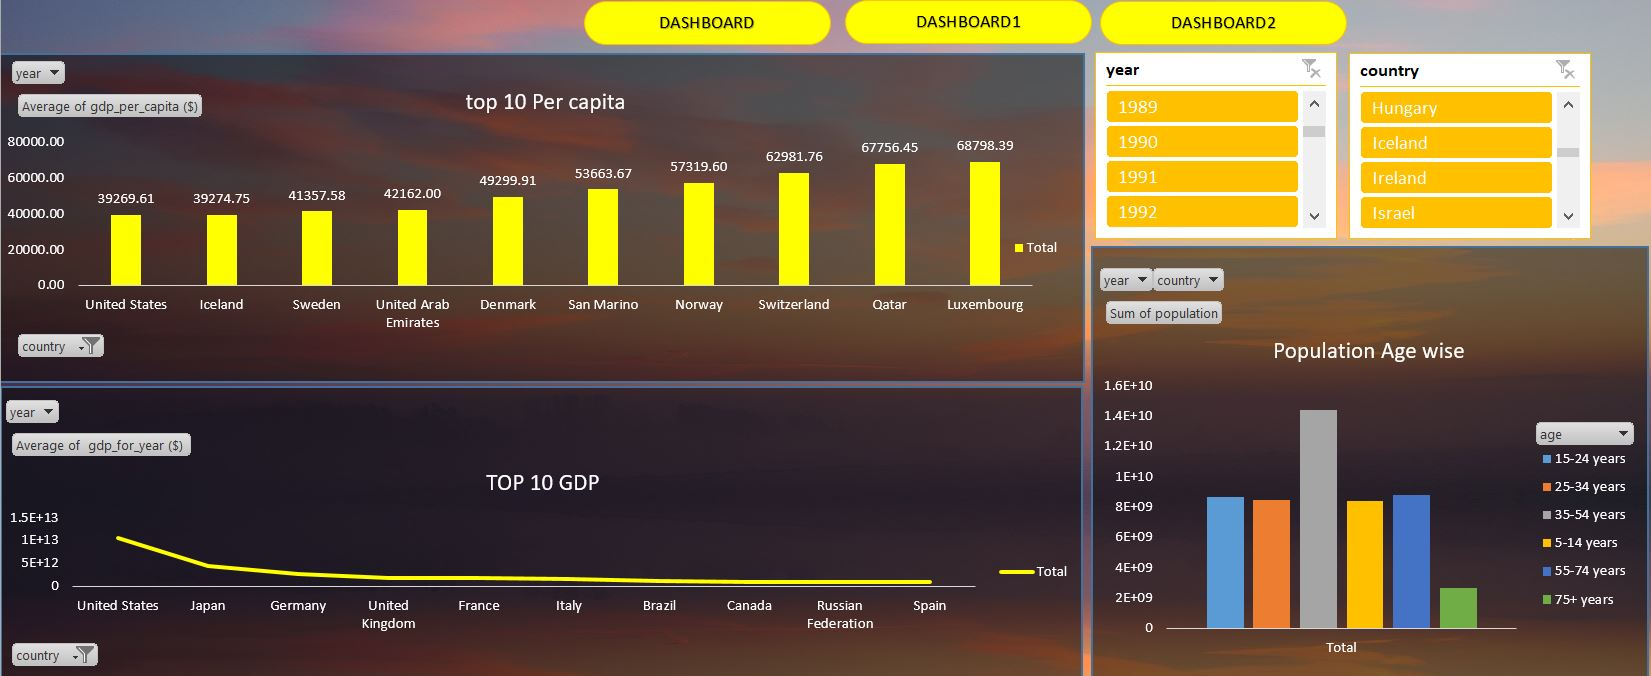 DASHBOARD DASHBOARD1 DASHBOARD2
year
Average of gdp_per_capita ($)
top 10 Per capita
80000.00
60000.00
40000.00
20000.00
0.00
39269.61 39274.75 41357.58 42162.00 49299.91 53663.67 57319.60 62981.76 67756.45 68798.39
Total
United States Iceland Sweden United Arab Emirates Denmark San Marino Norway Switzerland Qatar Luxembourg
country
year
1989
1990
1991
1992
country
Hungary
Iceland
Ireland
Israel
year
Average of gdp_for_year ($)
TOP 10 GDP
1.5E+13
1E+13
5E+12
0
Total
United States Japan Germany United Kingdom France Italy Brazil Canada Russian Federation Spain
country
year country
Sum of population
Population Age wise
1.6E+10
1.4E+10
1.2E+10
1E+10
8E+09
6E+09
4E+09
2E+09
0
Total
age
15-24 years
25-34 years
35-54 years
5-14 years
55-74 years
75+ years